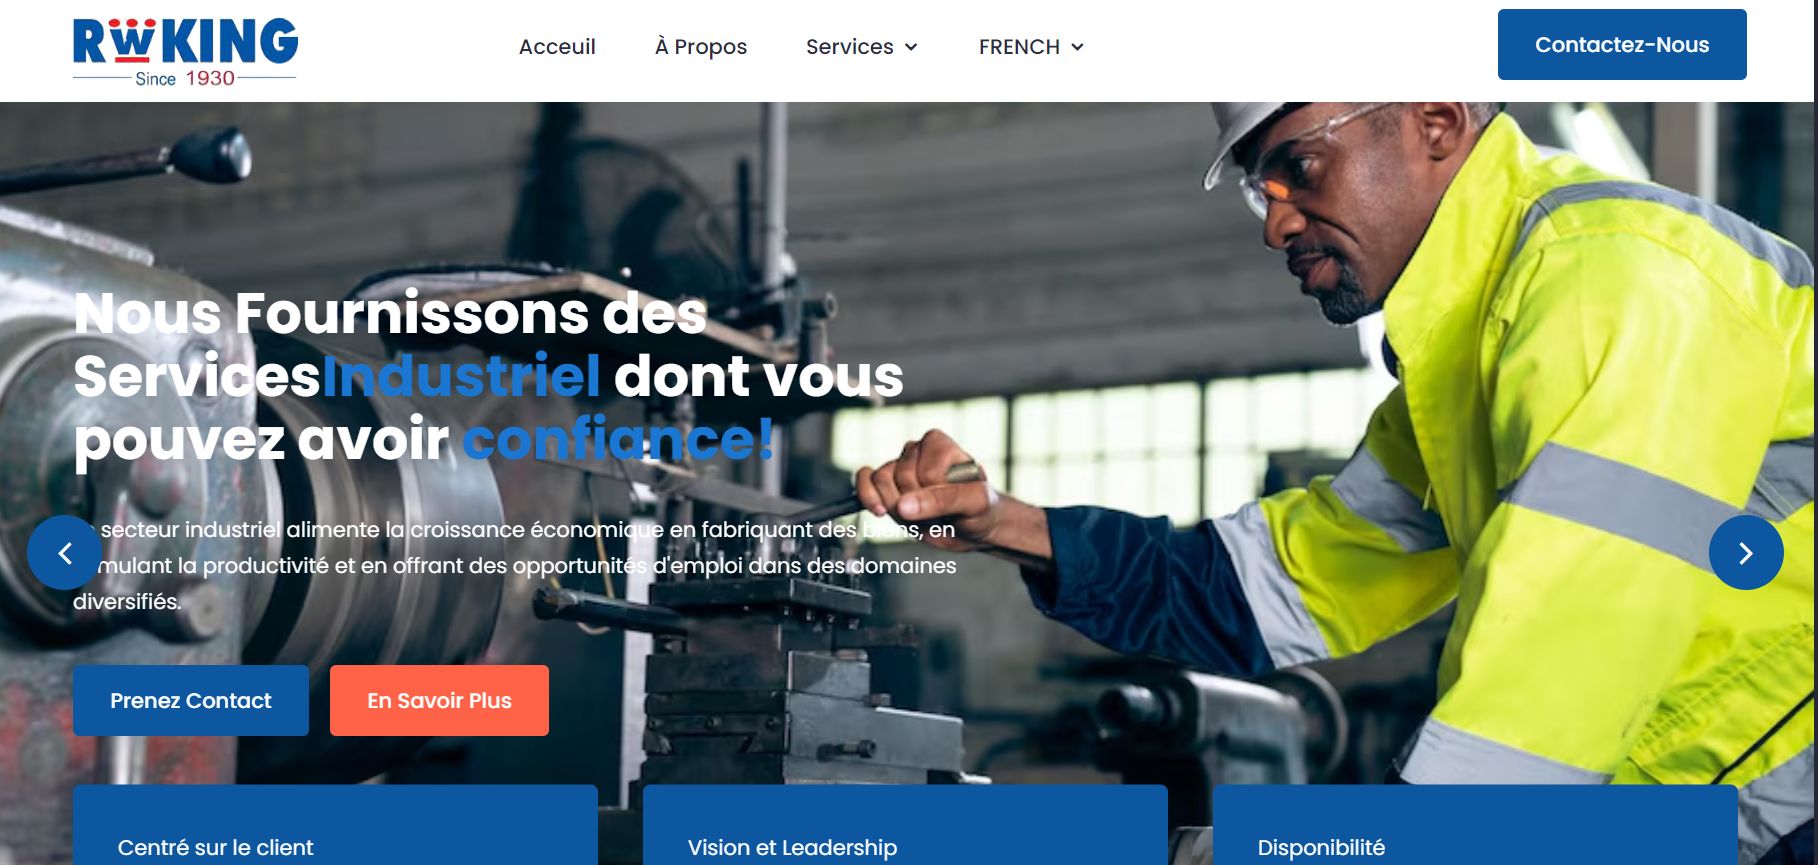 RWKING
Since 1930
Acceuil
À Propos
Services
FRENCH
Contactez-Nous
Nous Fournissons des
ServicesIndustriel dont vous
pouvez avoir confiance!
secteur industriel alimente la croissance économique en fabriquant des biens, en
mulant la productivité et en offrant des opportunités d'emploi dans des domaines
diversifiés.
Prenez Contact
En Savoir Plus
Centré sur le client
Vision et Leadership
Disponibilité